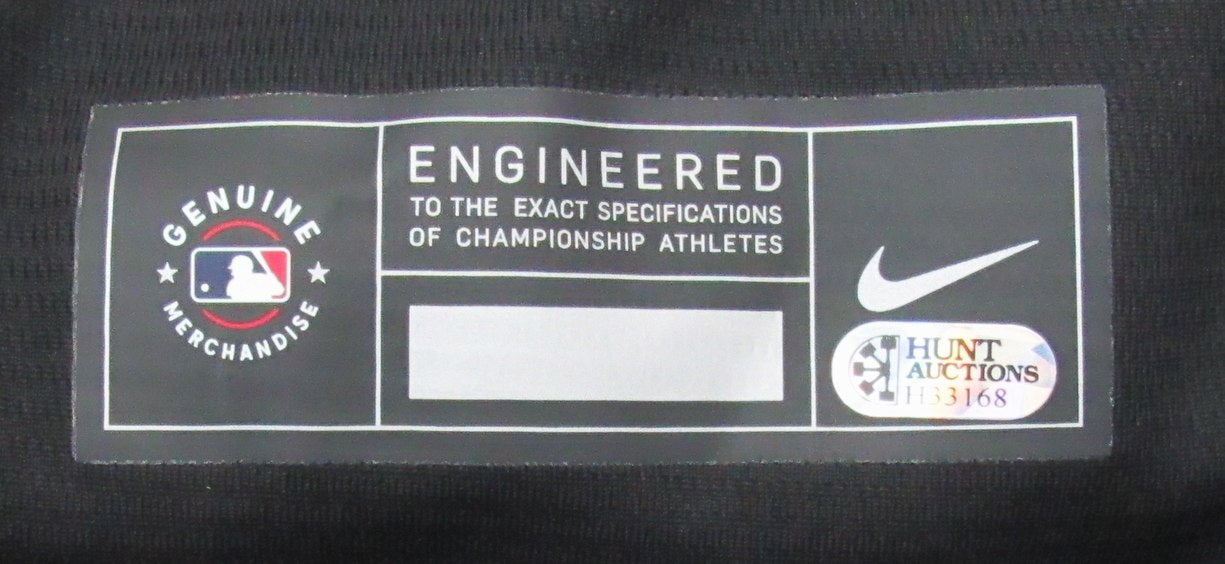 GENUINE
MERCHANDISE
ENGINEERED
TO THE EXACT SPECIFICATIONS
OF CHAMPIONSHIP ATHLETES
HUNT
AUCTIONS
H33168